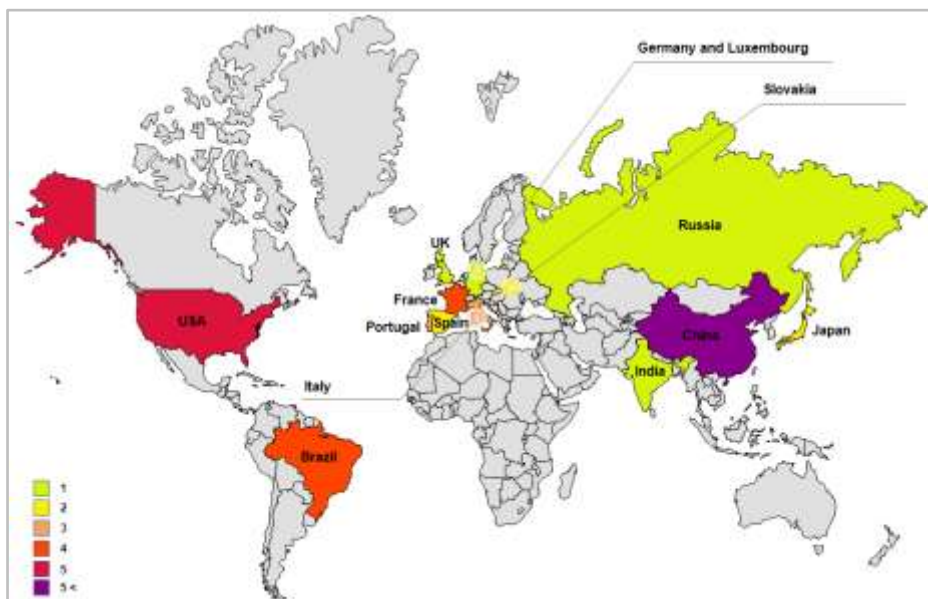 Germany and Luxembourg
Slovakia
Russia
UK
France
USA
Portugal
Spain
China
Japan
India
Italy
Brazil
1
2
3
4
5
5 <